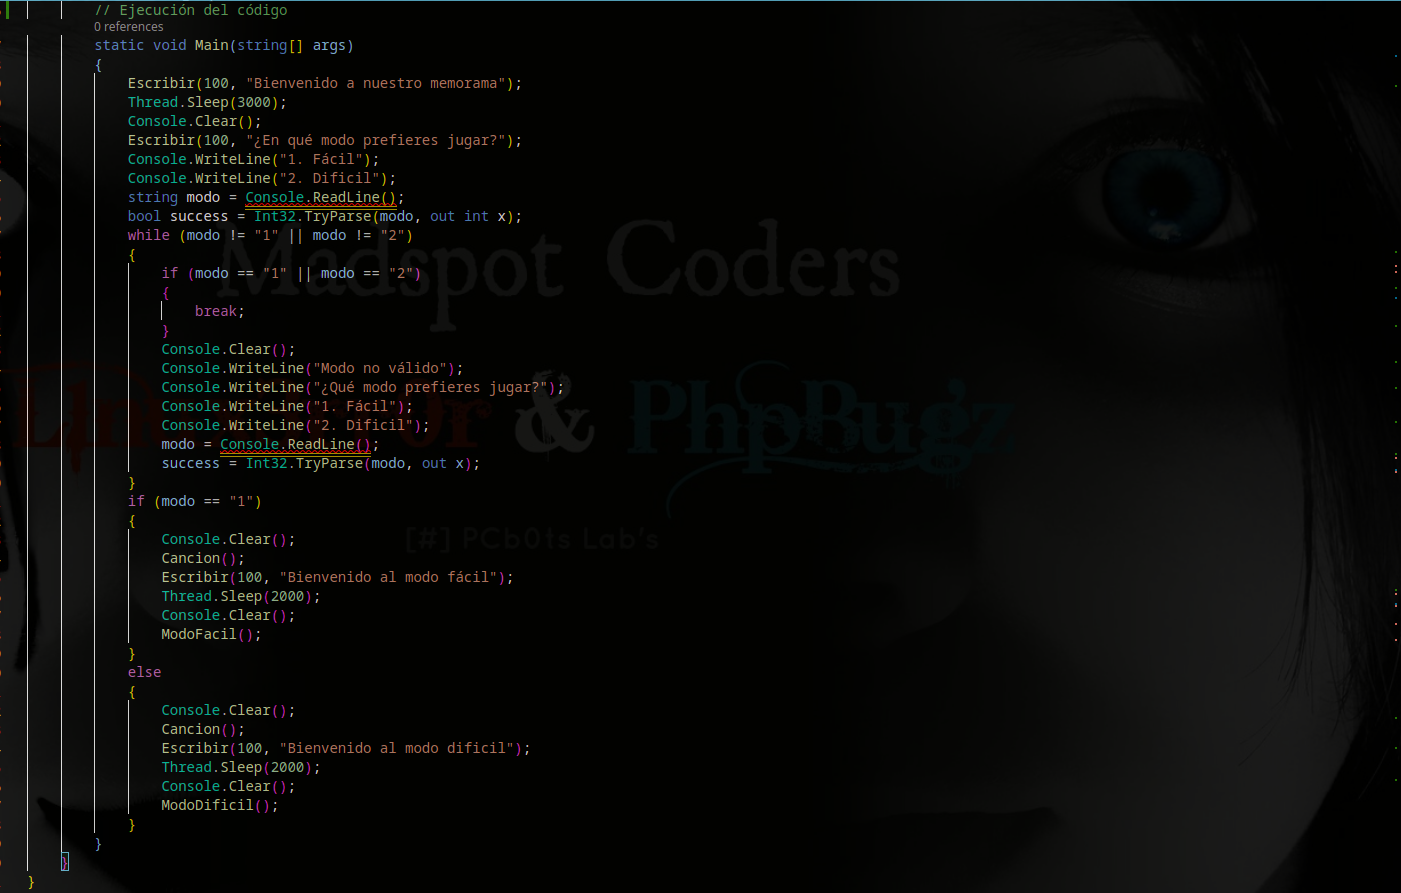 // Ejecución del código
0 references
static void Main(string[] args)
{
Escribir(100, "Bienvenido a nuestro memorama");
Thread.Sleep(3000);
Console.Clear();
Escribir(100, "¿En qué modo prefieres jugar?");
Console.WriteLine("1. Fácil");
Console.WriteLine("2. Dificil");
string modo = Console.ReadLine();
bool success = Int32.TryParse(modo, out int x);
while (modo != "1" || modo != "2")
{
if (modo == "1" || modo == "2")
{
break;
}
Console.Clear();
Console.WriteLine("Modo no válido");
Console.WriteLine("¿Qué modo prefieres jugar?");
Console.WriteLine("1. Fácil");
Console.WriteLine("2. Dificil");
modo = Console.ReadLine();
success = Int32.TryParse(modo, out x);
}
if (modo == "1")
{
Console.Clear();
Cancion();
Escribir(100, "Bienvenido al modo fácil");
Thread.Sleep(2000);
Console.Clear();
ModoFacil();
}
else
{
Console.Clear();
Cancion();
Escribir(100, "Bienvenido al modo dificil");
Thread.Sleep(2000);
Console.Clear();
ModoDificil();
}
}
}
}
Madspot Coders
& PhpBugz
[#] PCb0ts Lab's